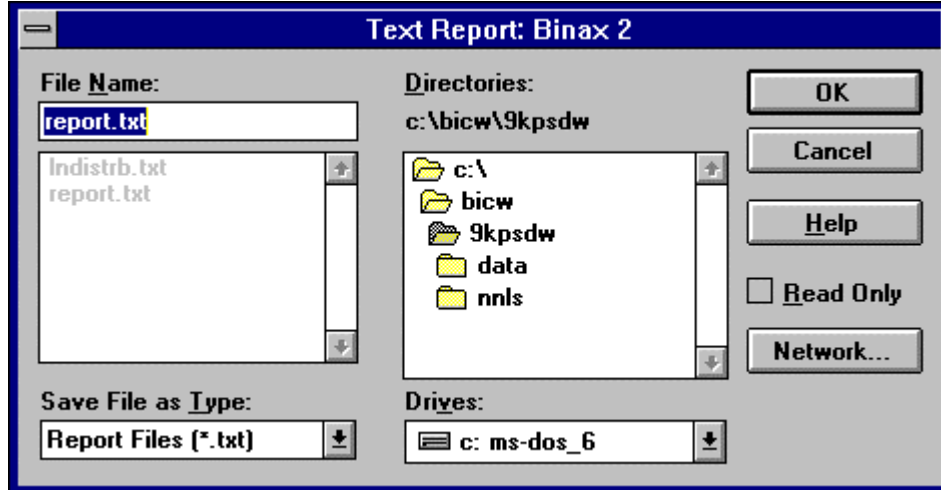 Text Report: Binax 2
File Name:
report.txt
lndistrb.txt
report.txt
Save File as Type:
Report Files (*.txt)
Directories:
c:\bicw\9kpsdw
c:\
bicw
9kpsdw
data
nnls
Drives:
c: ms-dos_6
OK
Cancel
Help
Read Only
Network...